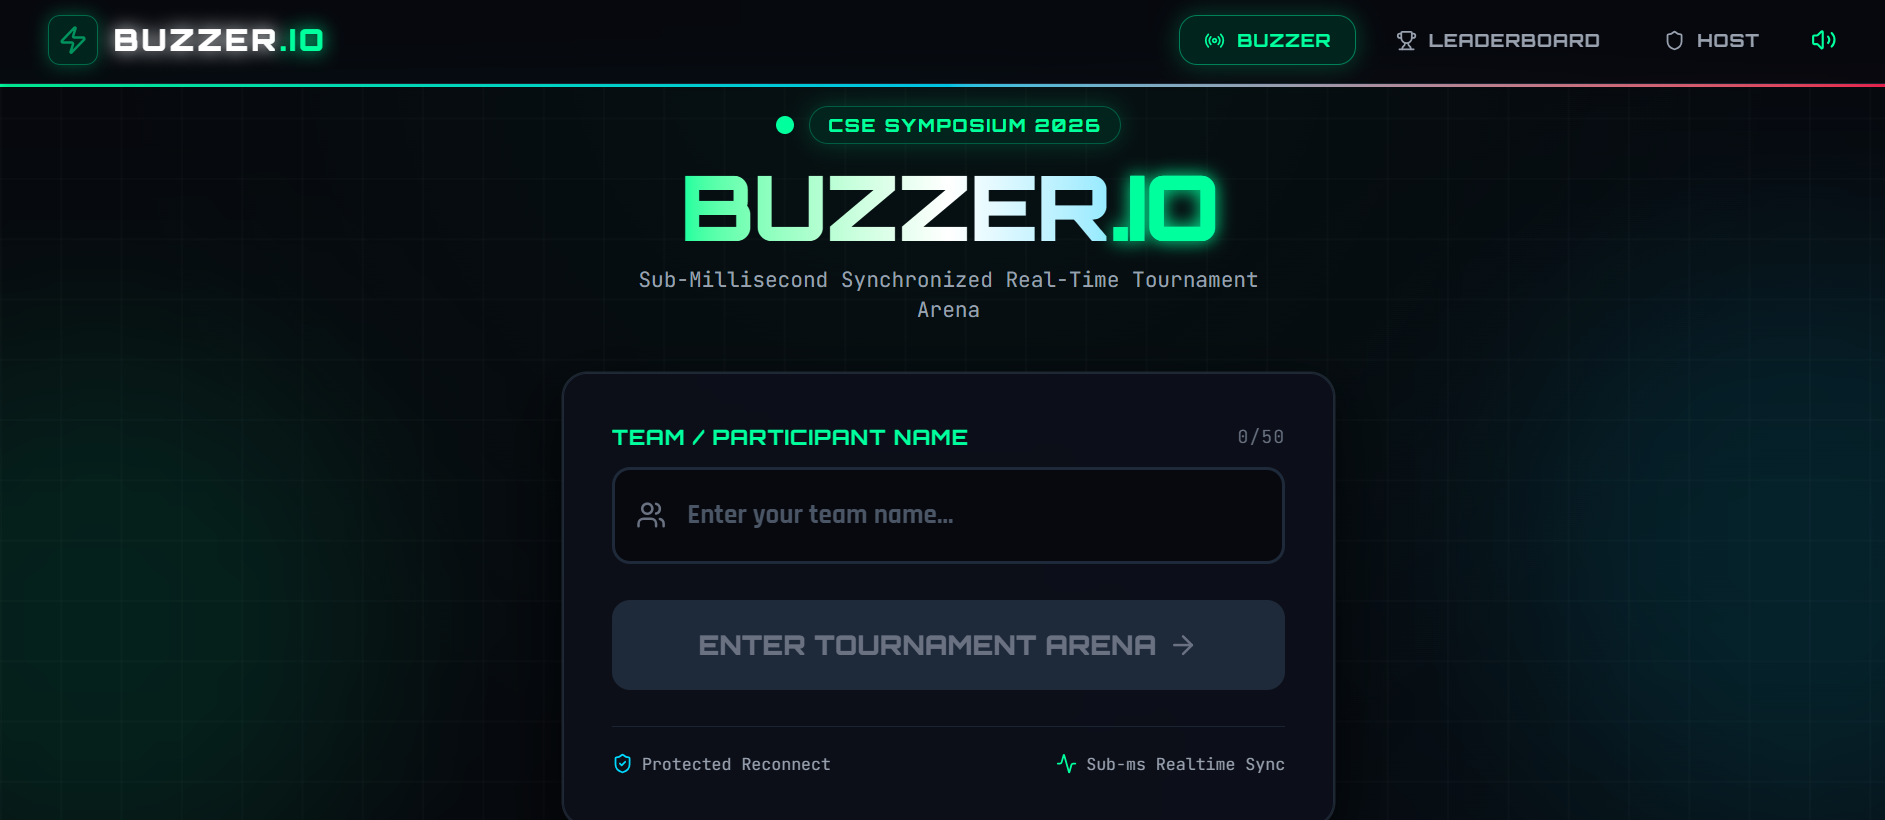 BUZZER.IO
BUZZER
LEADERBOARD
HOST
CSE SYMPOSIUM 2026
BUZZER.IO
Sub-Millisecond Synchronized Real-Time Tournament
Arena
TEAM / PARTICIPANT NAME
0/50
Enter your team name...
ENTER TOURNAMENT ARENA →
Protected Reconnect
Sub-ms Realtime Sync